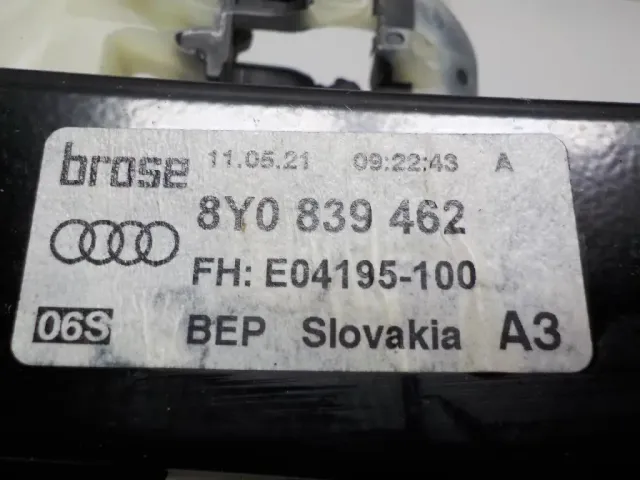 brose 11.05.21 09:22:43 A
8Y0 839 462
FH: E04195-100
06S BEP Slovakia A3